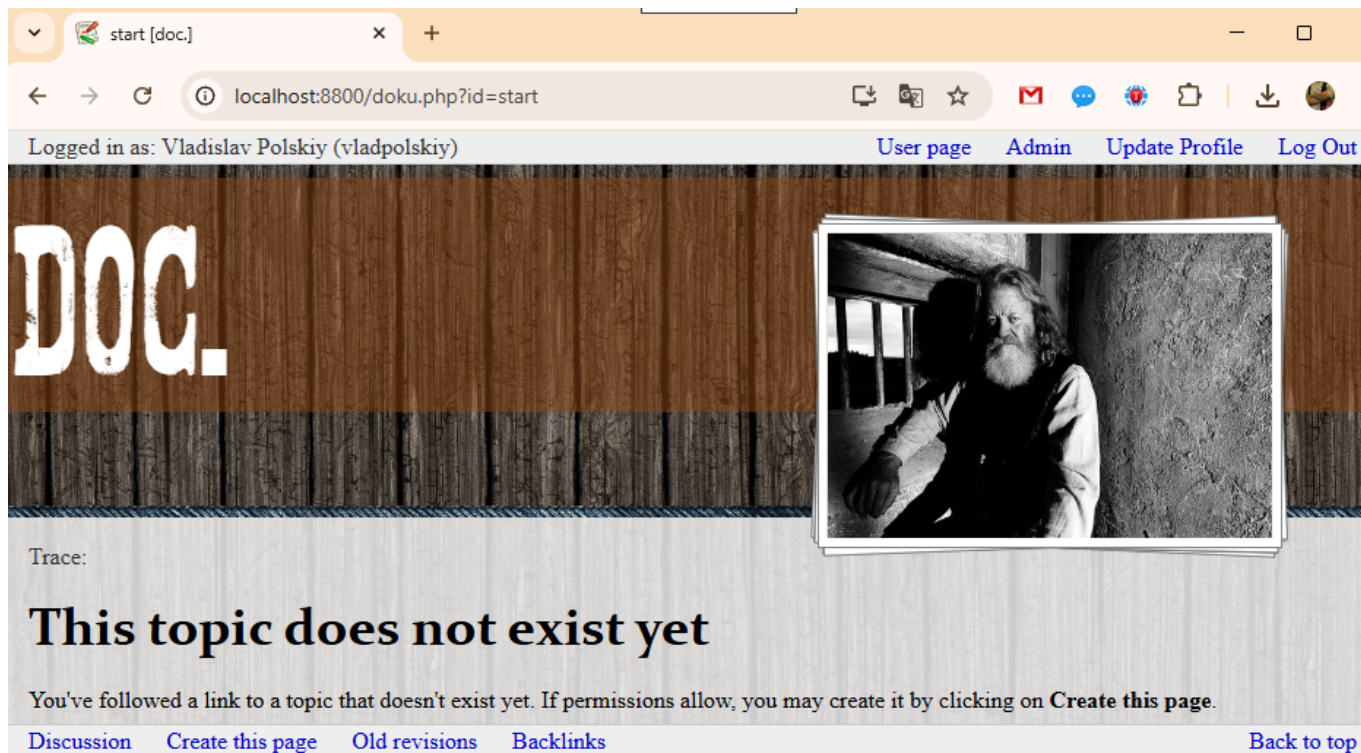 start [doc.]
localhost:8800/doku.php?id=start
Logged in as: Vladislav Polskiy (vladpolskiy) User page Admin Update Profile Log Out
DOC.
Trace:
This topic does not exist yet
You've followed a link to a topic that doesn't exist yet. If permissions allow, you may create it by clicking on Create this page.
Discussion Create this page Old revisions Backlinks Back to top